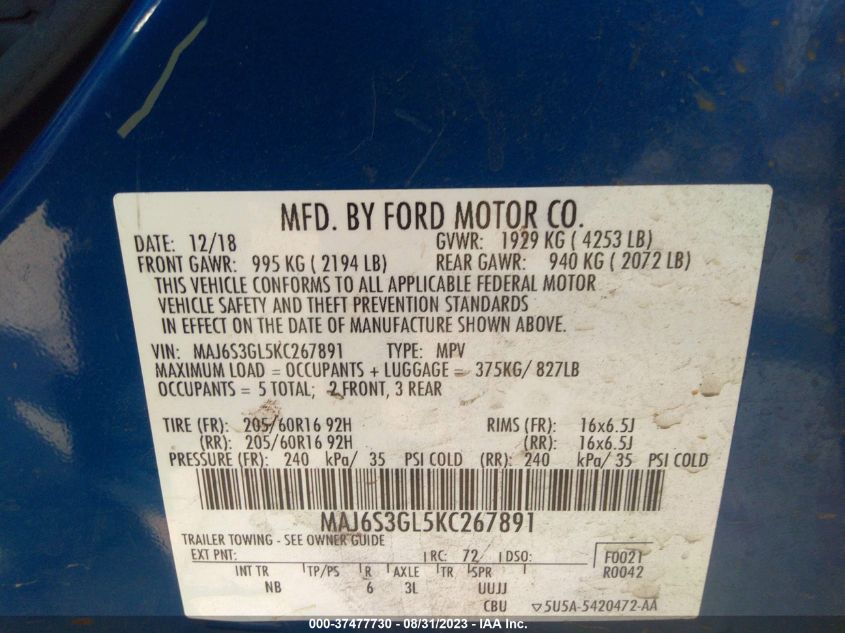 MFD. BY FORD MOTOR CO.
DATE: 12/18 GVWR: 1929 KG ( 4253 LB)
FRONT GAWR: 995 KG ( 2194 LB) REAR GAWR: 940 KG ( 2072 LB)
THIS VEHICLE CONFORMS TO ALL APPLICABLE FEDERAL MOTOR
VEHICLE SAFETY AND THEFT PREVENTION STANDARDS
IN EFFECT ON THE DATE OF MANUFACTURE SHOWN ABOVE.
VIN: MAJ6S3GL5KC267891 TYPE: MPV
MAXIMUM LOAD = OCCUPANTS + LUGGAGE = 375KG/ 827LB
OCCUPANTS = 5 TOTAL; 2 FRONT, 3 REAR
TIRE (FR): 205/60R16 92H RIMS (FR): 16x6.5J
(RR): 205/60R16 92H (RR): 16x6.5J
PRESSURE (FR): 240 kPa/ 35 PSI COLD (RR): 240 kPa/ 35 PSI COLD
MAJ6S3GL5KC267891
TRAILER TOWING - SEE OWNER GUIDE
EXT PNT: RC: 72 DSO: F0021
R0042
INT TR TP/PS R AXLE TR SPR
NB 6 3L UUJJ
CBU ▽5U5A-5420472-AA
000-37477730 - 08/31/2023 - IAA Inc.